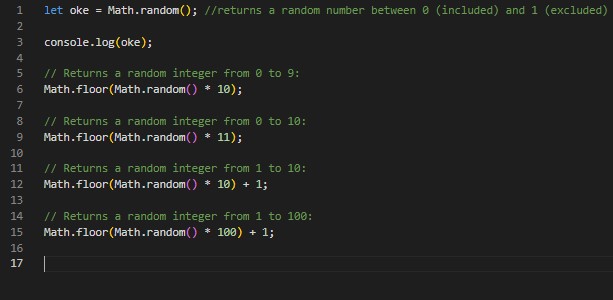 1 let oke = Math.random(); //returns a random number between 0 (included) and 1 (excluded)
2
3 console.log(oke);
4
5 // Returns a random integer from 0 to 9:
6 Math.floor(Math.random() * 10);
7
8 // Returns a random integer from 0 to 10:
9 Math.floor(Math.random() * 11);
10
11 // Returns a random integer from 1 to 10:
12 Math.floor(Math.random() * 10) + 1;
13
14 // Returns a random integer from 1 to 100:
15 Math.floor(Math.random() * 100) + 1;
16
17